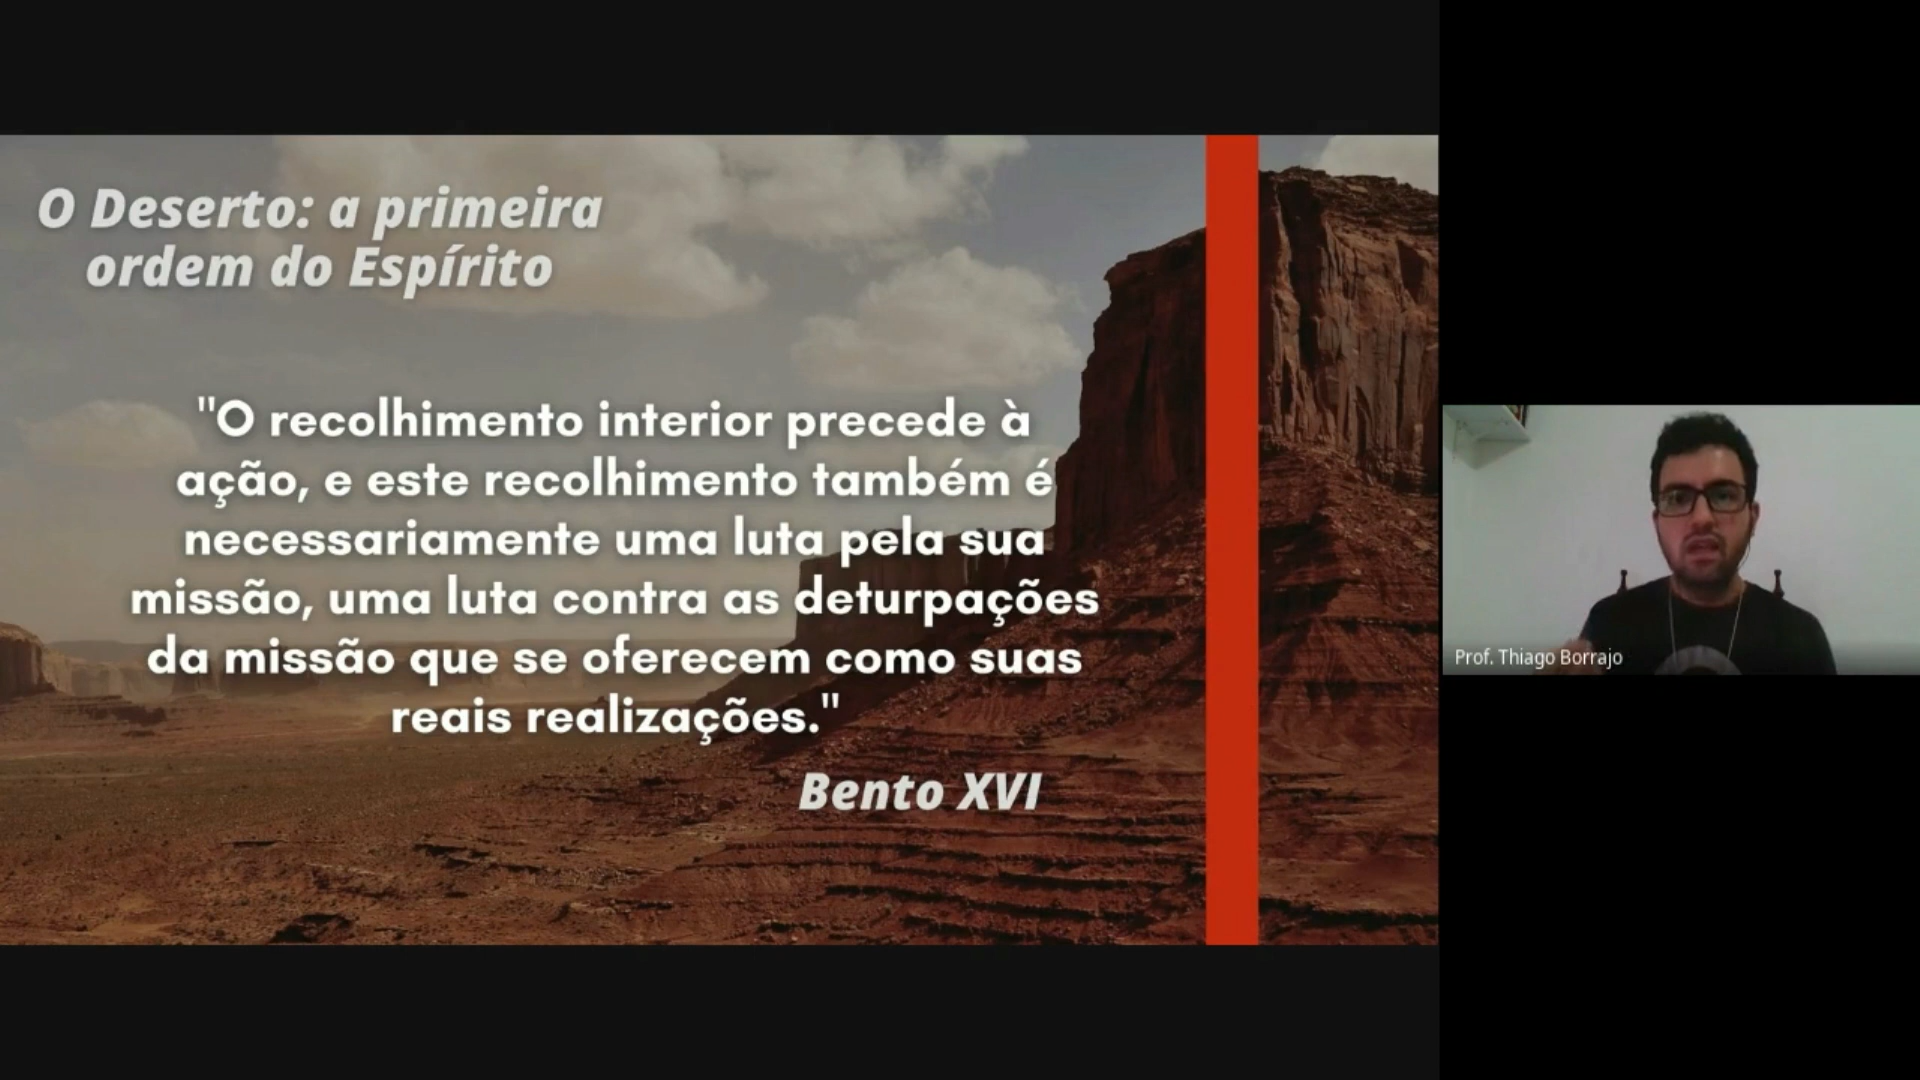 O Deserto: a primeira
ordem do Espírito
"O recolhimento interior precede à
ação, e este recolhimento também é
necessariamente uma luta pela sua
missão, uma luta contra as deturpações
da missão que se oferecem como suas
reais realizações."
Bento XVI
Prof. Thiago Borrajo